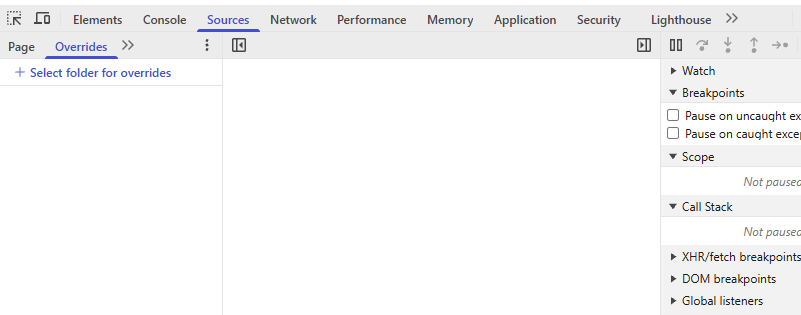 Elements Console Sources Network Performance Memory Application Security Lighthouse
Page Overrides
+ Select folder for overrides
Watch
Breakpoints
Pause on uncaught ex
Pause on caught excep
Scope
Not paused
Call Stack
Not paused
XHR/fetch breakpoints
DOM breakpoints
Global listeners